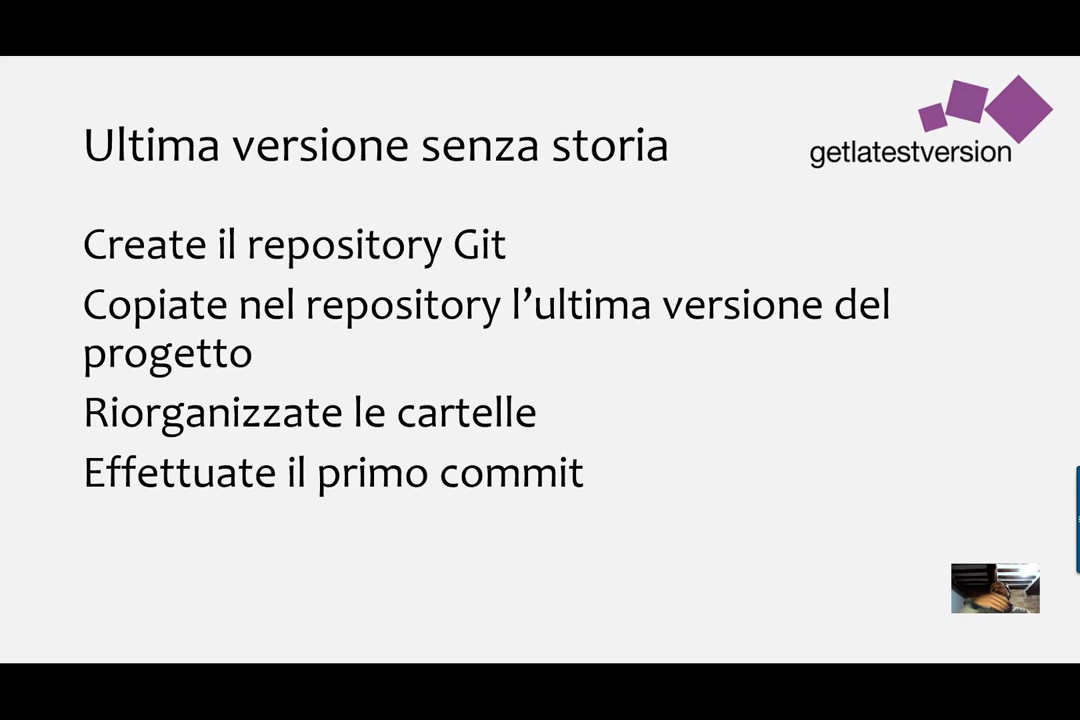 Ultima versione senza storia
getlatestversion
Create il repository Git
Copiate nel repository l’ultima versione del
progetto
Riorganizzate le cartelle
Effettuate il primo commit